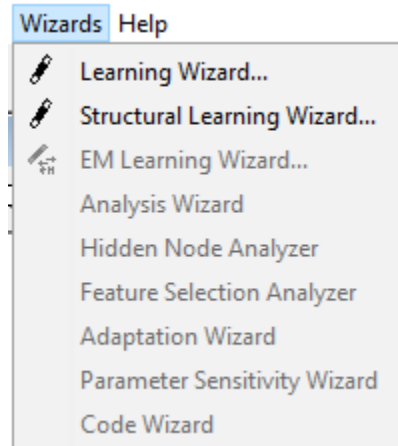 Wizards Help
Learning Wizard...
Structural Learning Wizard...
EM Learning Wizard...
Analysis Wizard
Hidden Node Analyzer
Feature Selection Analyzer
Adaptation Wizard
Parameter Sensitivity Wizard
Code Wizard